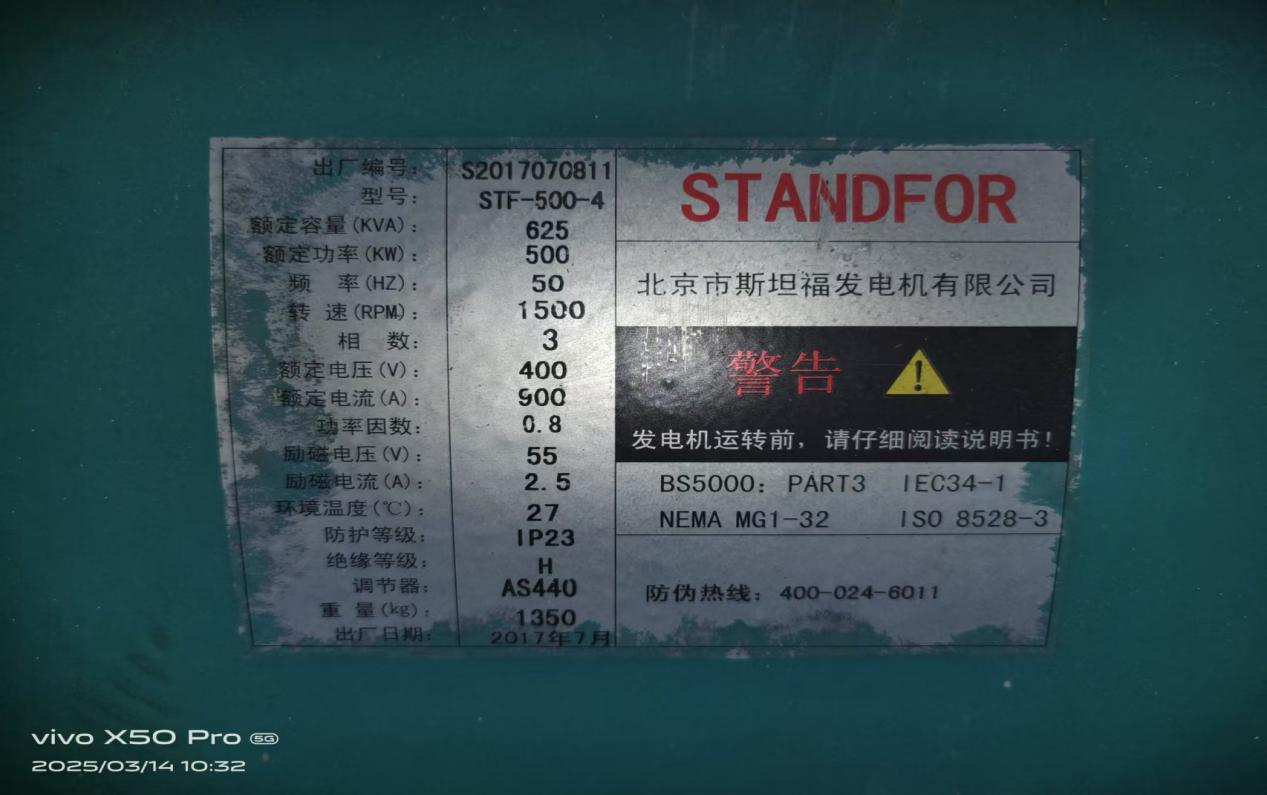 出厂编号: S2017070811
型号: STF-500-4
额定容量(KVA): 625
额定功率(KW): 500
频 率(HZ): 50
转 速(RPM): 1500
相 数: 3
额定电压(V): 400
额定电流(A): 900
功率因数: 0.8
励磁电压(V): 55
励磁电流(A): 2.5
环境温度(℃): 27
防护等级: IP23
绝缘等级: H
调节器: AS440
重 量(kg): 1350
出厂日期: 2017年7月
STANDFOR
北京市斯坦福发电机有限公司
警告
发电机运转前，请仔细阅读说明书!
BS5000: PART3 IEC34-1
NEMA MG1-32 ISO 8528-3
防伪热线: 400-024-6011
vivo X50 Pro 5G
2025/03/14 10:32